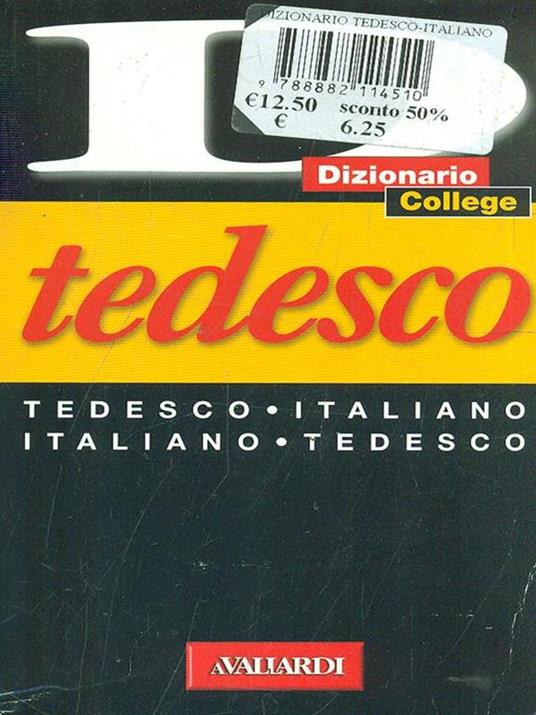 D
DIZIONARIO TEDESCO-ITALIANO
9 788882 114510
€12.50 sconto 50%
€ 6.25
Dizionario
College
tedesco
TEDESCO • ITALIANO
ITALIANO • TEDESCO
A.VALLARDI